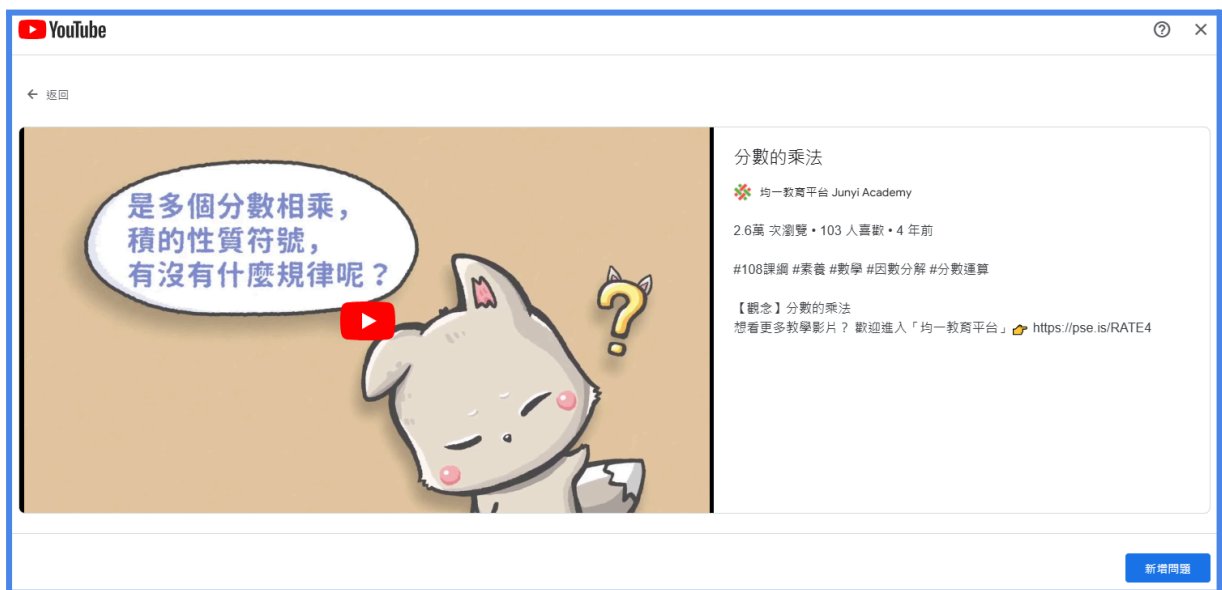 YouTube
返回
是多個分數相乘，
積的性質符號，
有沒有什麼規律呢？
分數的乘法
均一教育平台 Junyi Academy
2.6萬 次瀏覽 • 103 人喜歡 • 4 年前
#108課綱 #素養 #數學 #因數分解 #分數運算
【觀念】分數的乘法
想看更多教學影片？ 歡迎進入「均一教育平台」👉 https://pse.is/RATE4
新增問題